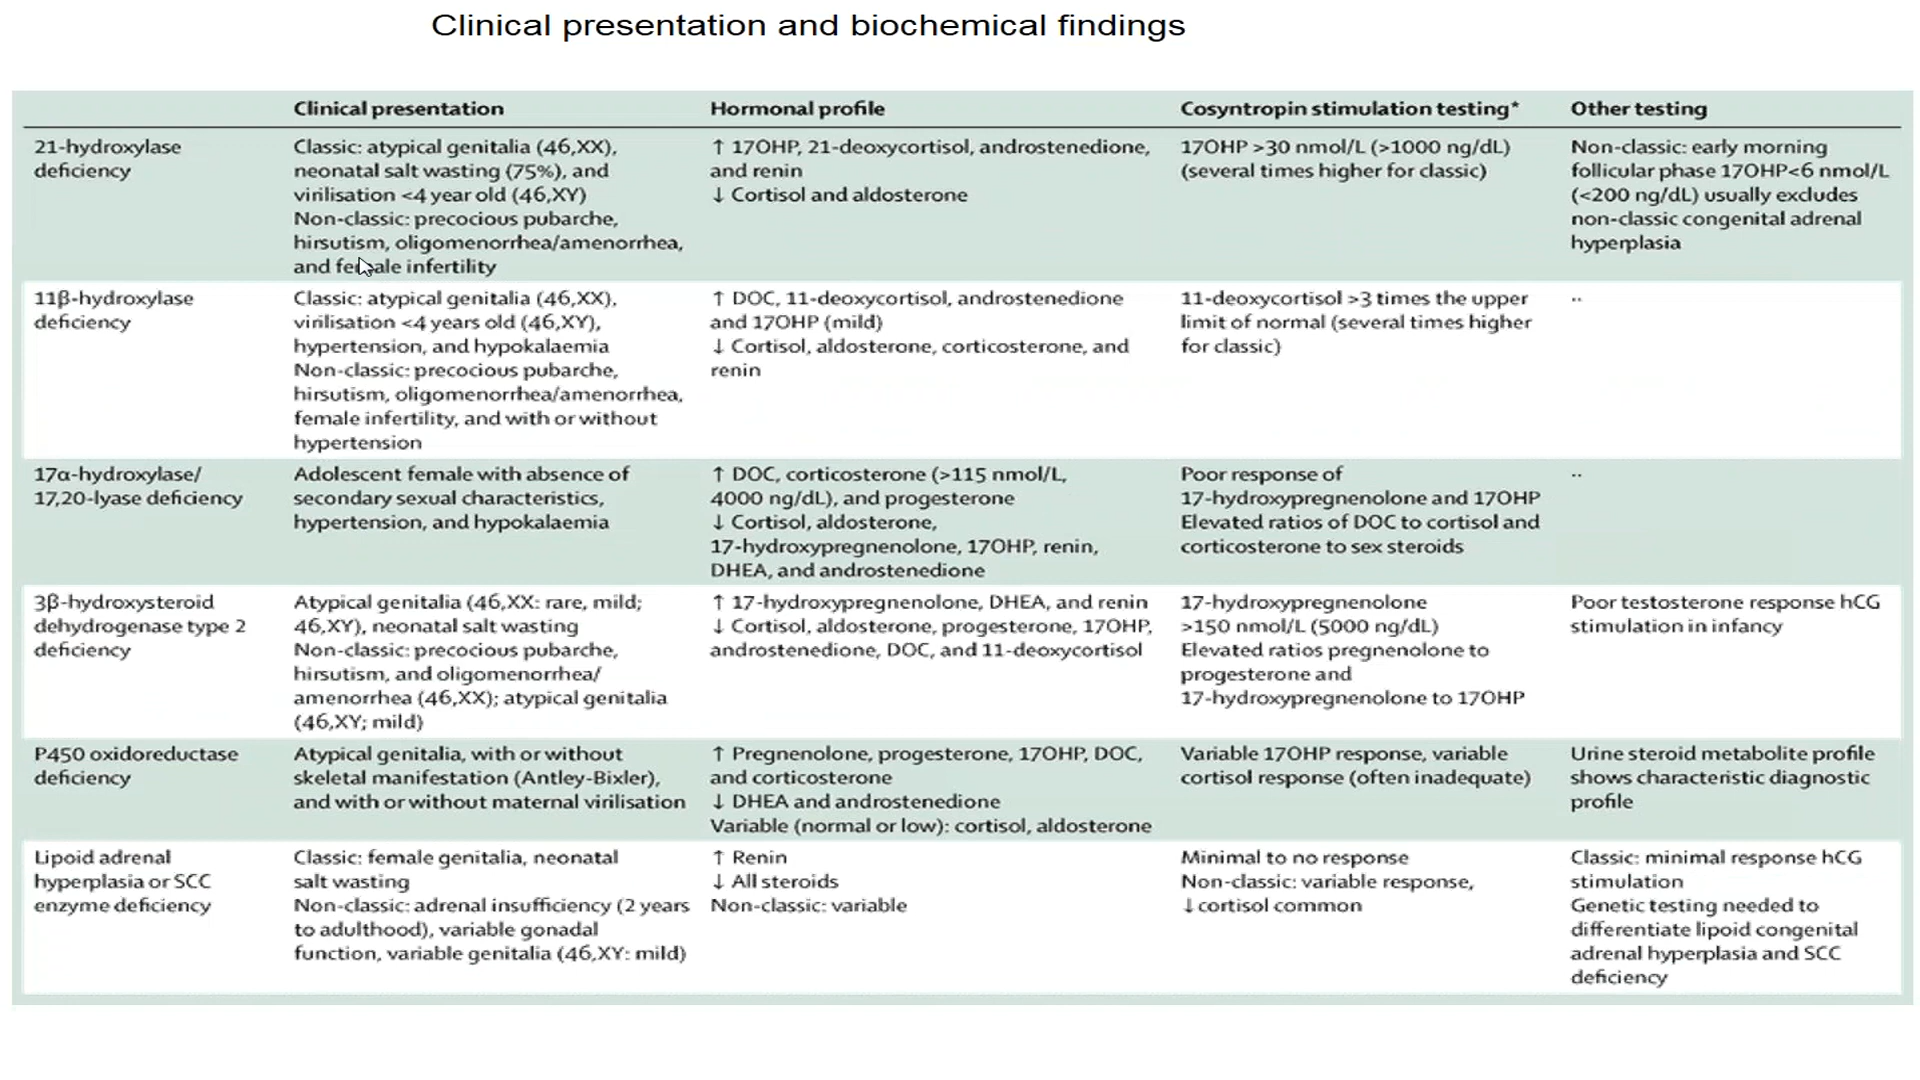 Clinical presentation and biochemical findings
Clinical presentation
Hormonal profile
Cosyntropin stimulation testing*
Other testing
21-hydroxylase
deficiency
Classic: atypical genitalia (46,XX),
neonatal salt wasting (75%), and
virilisation <4 year old (46,XY)
Non-classic: precocious pubarche,
hirsutism, oligomenorrhea/amenorrhea,
and female infertility
↑ 17OHP, 21-deoxycortisol, androstenedione,
and renin
↓ Cortisol and aldosterone
17OHP >30 nmol/L (>1000 ng/dL)
(several times higher for classic)
Non-classic: early morning
follicular phase 17OHP<6 nmol/L
(<200 ng/dL) usually excludes
non-classic congenital adrenal
hyperplasia
11β-hydroxylase
deficiency
Classic: atypical genitalia (46,XX),
virilisation <4 years old (46,XY),
hypertension, and hypokalaemia
Non-classic: precocious pubarche,
hirsutism, oligomenorrhea/amenorrhea,
female infertility, and with or without
hypertension
↑ DOC, 11-deoxycortisol, androstenedione
and 17OHP (mild)
↓ Cortisol, aldosterone, corticosterone, and
renin
11-deoxycortisol >3 times the upper
limit of normal (several times higher
for classic)
··
17α-hydroxylase/
17,20-lyase deficiency
Adolescent female with absence of
secondary sexual characteristics,
hypertension, and hypokalaemia
↑ DOC, corticosterone (>115 nmol/L,
4000 ng/dL), and progesterone
↓ Cortisol, aldosterone,
17-hydroxypregnenolone, 17OHP, renin,
DHEA, and androstenedione
Poor response of
17-hydroxypregnenolone and 17OHP
Elevated ratios of DOC to cortisol and
corticosterone to sex steroids
··
3β-hydroxysteroid
dehydrogenase type 2
deficiency
Atypical genitalia (46,XX: rare, mild;
46,XY), neonatal salt wasting
Non-classic: precocious pubarche,
hirsutism, and oligomenorrhea/
amenorrhea (46,XX); atypical genitalia
(46,XY; mild)
↑ 17-hydroxypregnenolone, DHEA, and renin
↓ Cortisol, aldosterone, progesterone, 17OHP,
androstenedione, DOC, and 11-deoxycortisol
17-hydroxypregnenolone
>150 nmol/L (5000 ng/dL)
Elevated ratios pregnenolone to
progesterone and
17-hydroxypregnenolone to 17OHP
Poor testosterone response hCG
stimulation in infancy
P450 oxidoreductase
deficiency
Atypical genitalia, with or without
skeletal manifestation (Antley-Bixler),
and with or without maternal virilisation
↑ Pregnenolone, progesterone, 17OHP, DOC,
and corticosterone
↓ DHEA and androstenedione
Variable (normal or low): cortisol, aldosterone
Variable 17OHP response, variable
cortisol response (often inadequate)
Urine steroid metabolite profile
shows characteristic diagnostic
profile
Lipoid adrenal
hyperplasia or SCC
enzyme deficiency
Classic: female genitalia, neonatal
salt wasting
Non-classic: adrenal insufficiency (2 years
to adulthood), variable gonadal
function, variable genitalia (46,XY: mild)
↑ Renin
↓ All steroids
Non-classic: variable
Minimal to no response
Non-classic: variable response,
↓cortisol common
Classic: minimal response hCG
stimulation
Genetic testing needed to
differentiate lipoid congenital
adrenal hyperplasia and SCC
deficiency